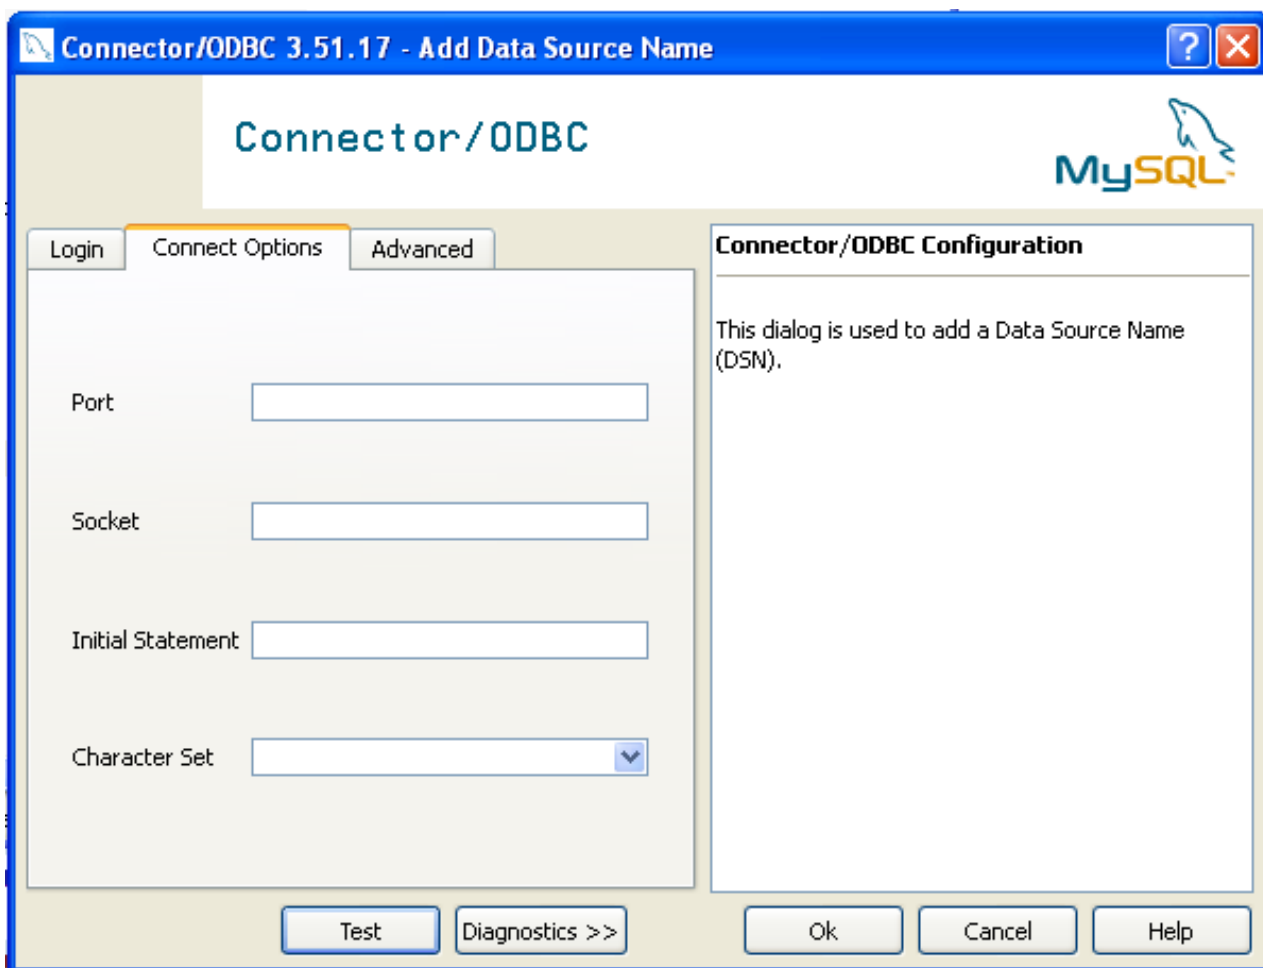 Connector/ODBC 3.51.17 - Add Data Source Name
?
Connector/ODBC
MySQL
Login
Connect Options
Advanced
Port
Socket
Initial Statement
Character Set
Connector/ODBC Configuration
This dialog is used to add a Data Source Name
(DSN).
Test
Diagnostics >>
Ok
Cancel
Help